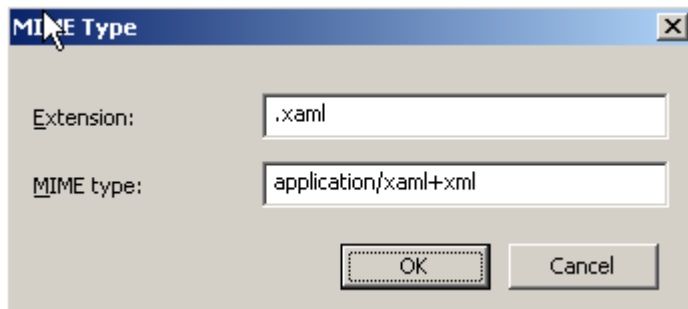 MIME Type
Extension:
.xaml
MIME type:
application/xaml+xml
OK
Cancel